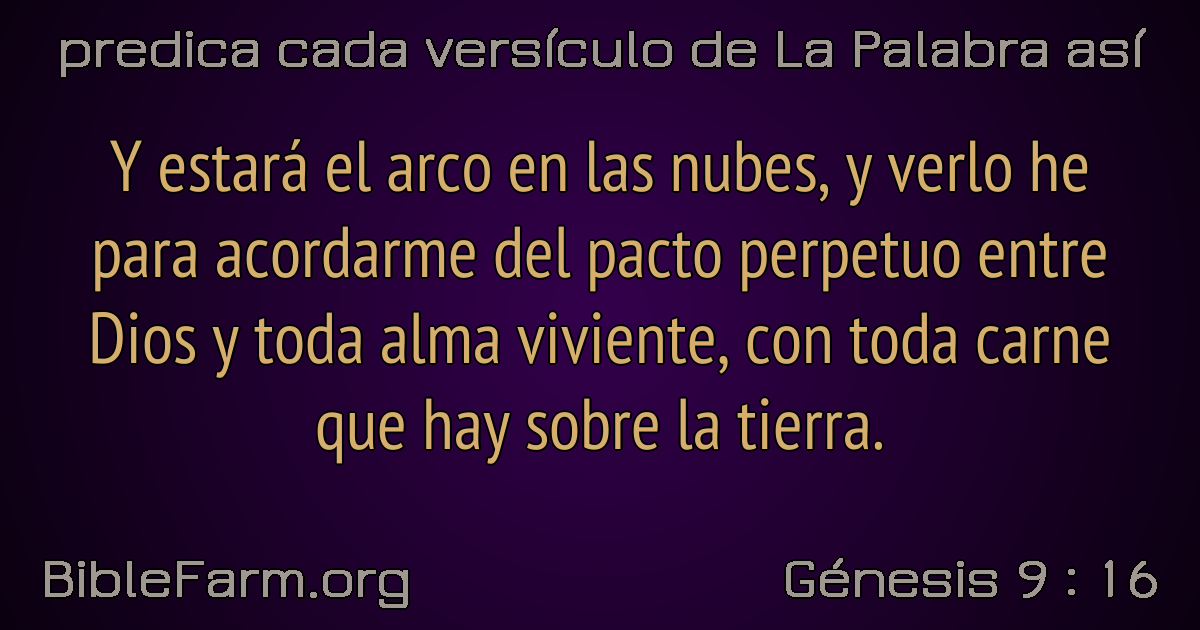 predica cada versículo de La Palabra así
Y estará el arco en las nubes, y verlo he
para acordarme del pacto perpetuo entre
Dios y toda alma viviente, con toda carne
que hay sobre la tierra.
BibleFarm.org
Génesis 9 : 16